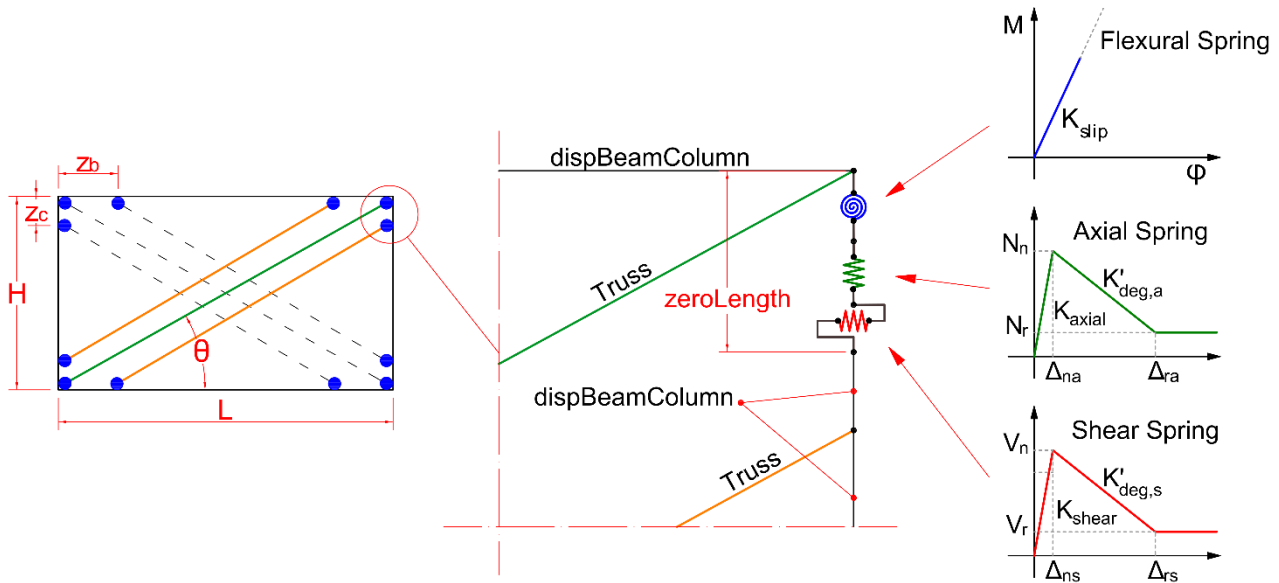 zb
zc
H
θ
L
dispBeamColumn
Truss
zeroLength
dispBeamColumn
Truss
M
Flexural Spring
Kslip
φ
Nn
Axial Spring
K'deg,a
Kaxial
Nr
Δna
Δra
Vn
Shear Spring
K'deg,s
Kshear
Vr
Δns
Δrs